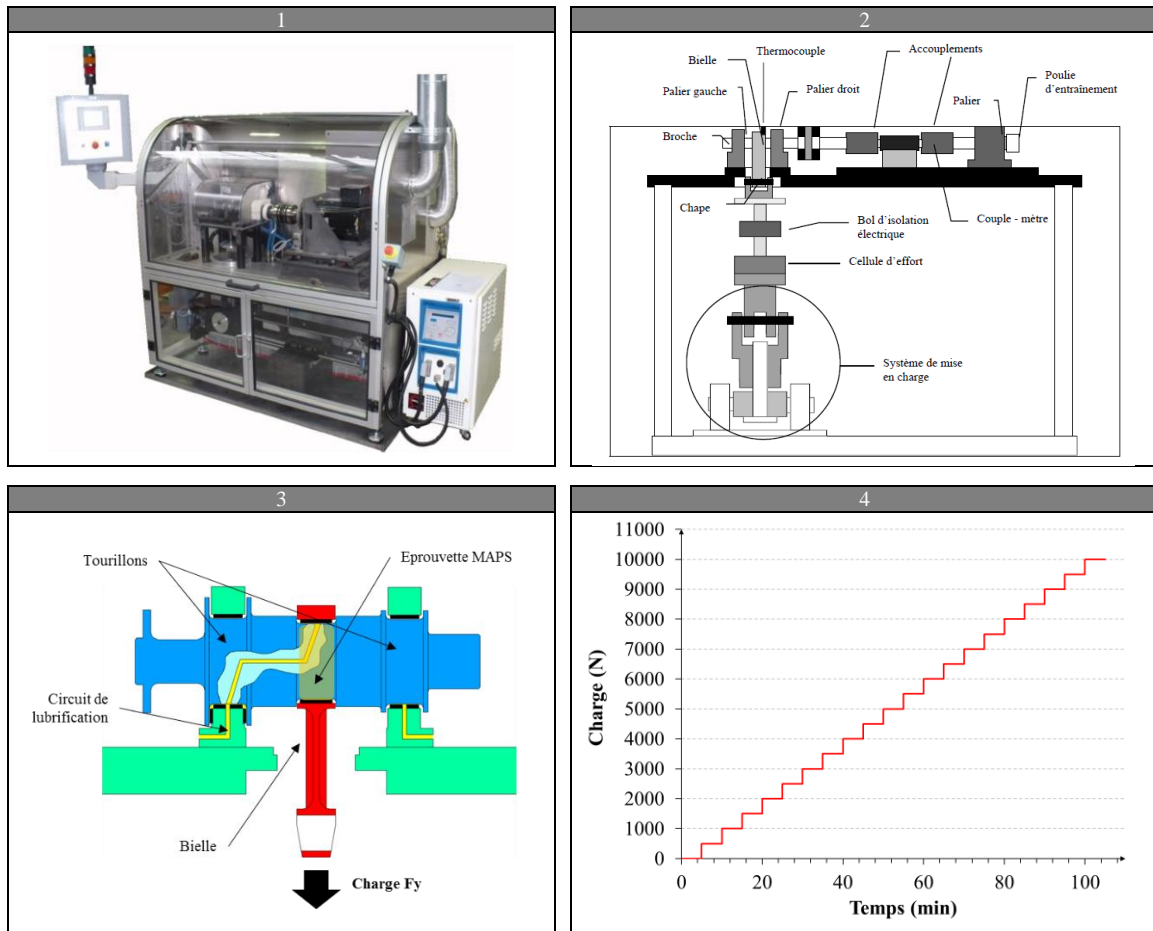 1
2
Thermocouple
Accouplements
Bielle
Poulie
d'entraînement
Palier gauche
Palier droit
Palier
Broche
Chape
Bol d'isolation
électrique
Couple - mètre
Cellule d'effort
Système de mise
en charge
3
4
Tourillons
Eprouvette MAPS
Circuit de
lubrification
Bielle
Charge Fy
11000
10000
9000
8000
7000
6000
5000
4000
3000
2000
1000
0
Charge (N)
0
20
40
60
80
100
Temps (min)